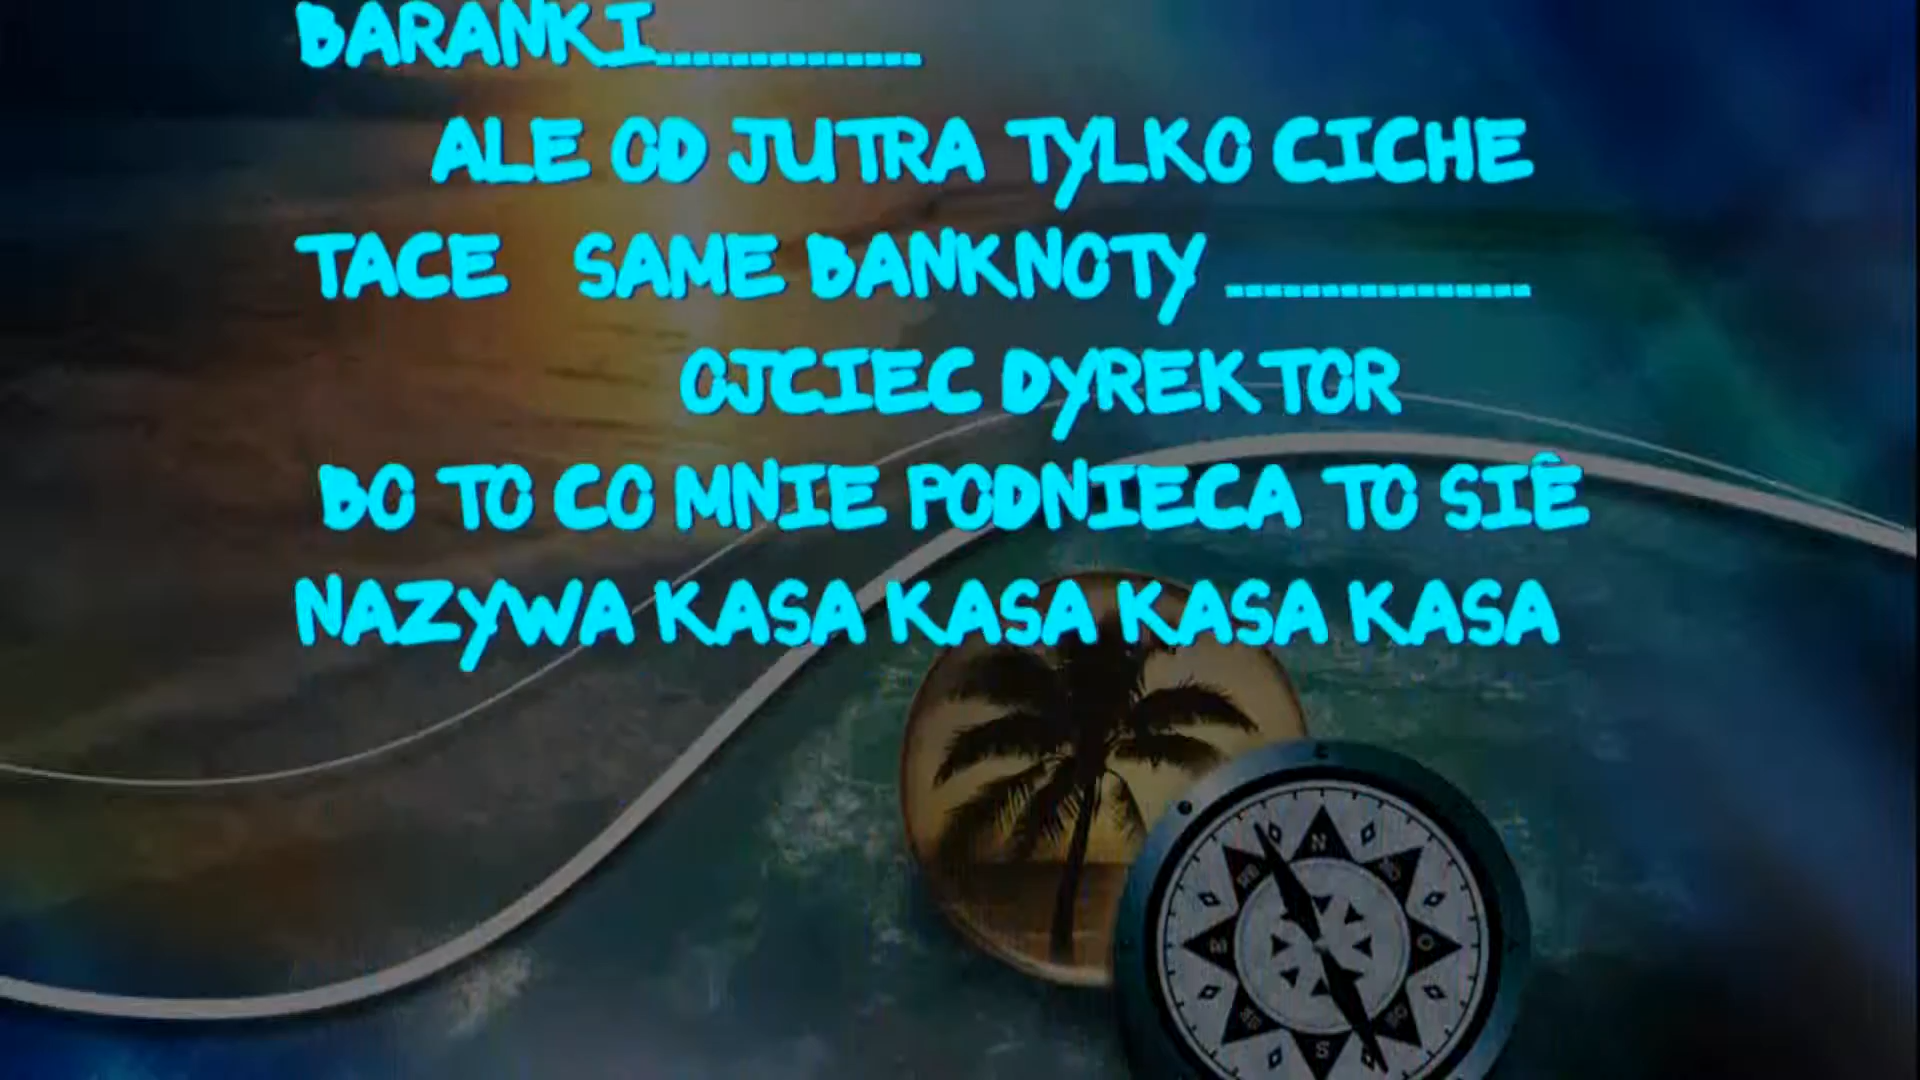 BARANKI................
ALE OD JUTRA TYLKO CICHE
TACE SAME BANKNOTY ...................
OJCIEC DYREKTOR
BO TO CO MNIE PODNIECA TO SIÊ
NAZYWA KASA KASA KASA KASA
N
O
S